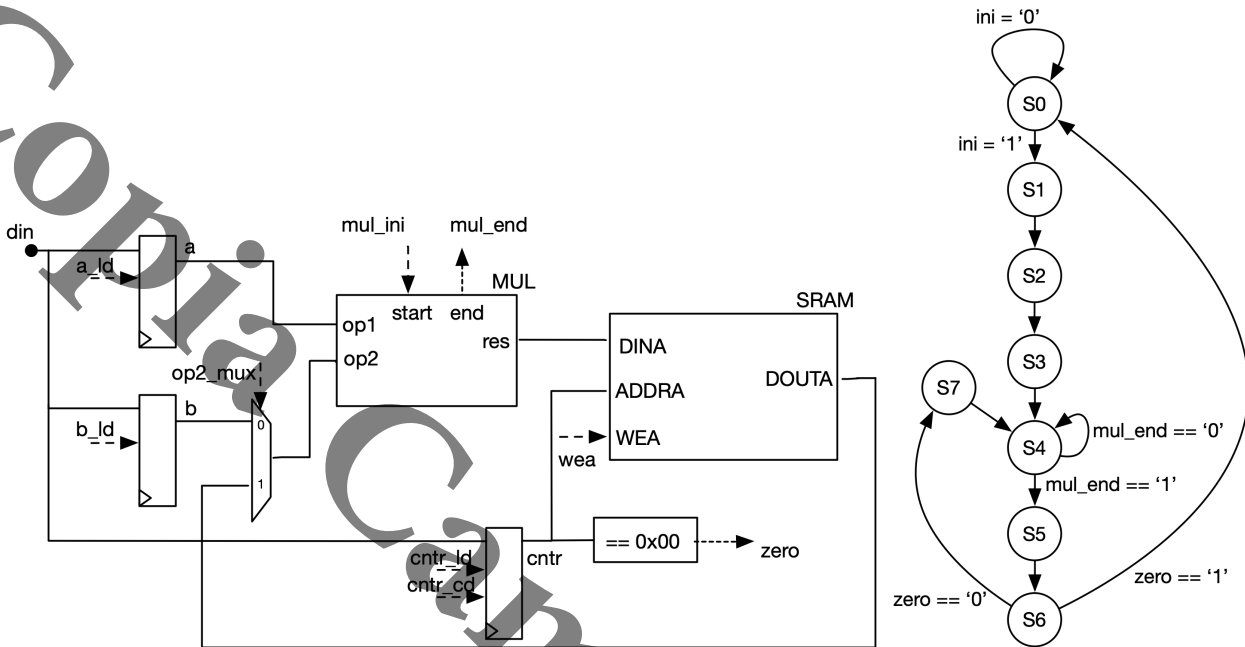 ini = ‘0’
S0
ini = ‘1’
S1
S2
S3
S7
S4
mul_end == ‘0’
mul_end == ‘1’
S5
zero == ‘1’
zero == ‘0’
S6
din
a_ld
a
mul_ini
mul_end
MUL
start
end
op1
op2
res
op2_mux
b
b_ld
0
1
SRAM
DINA
ADDRA
DOUTA
WEA
wea
cntr_ld
cntr_cd
cntr
== 0x00
zero
Copia